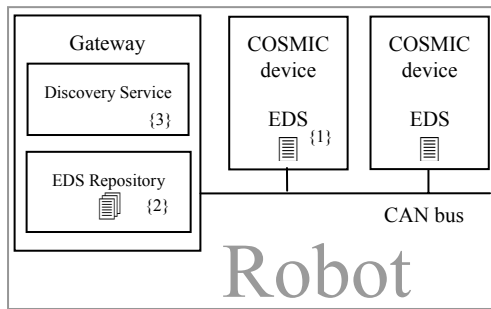 Gateway
Discovery Service
{3}
EDS Repository
{2}
COSMIC
device
EDS
{1}
COSMIC
device
EDS
CAN bus
Robot